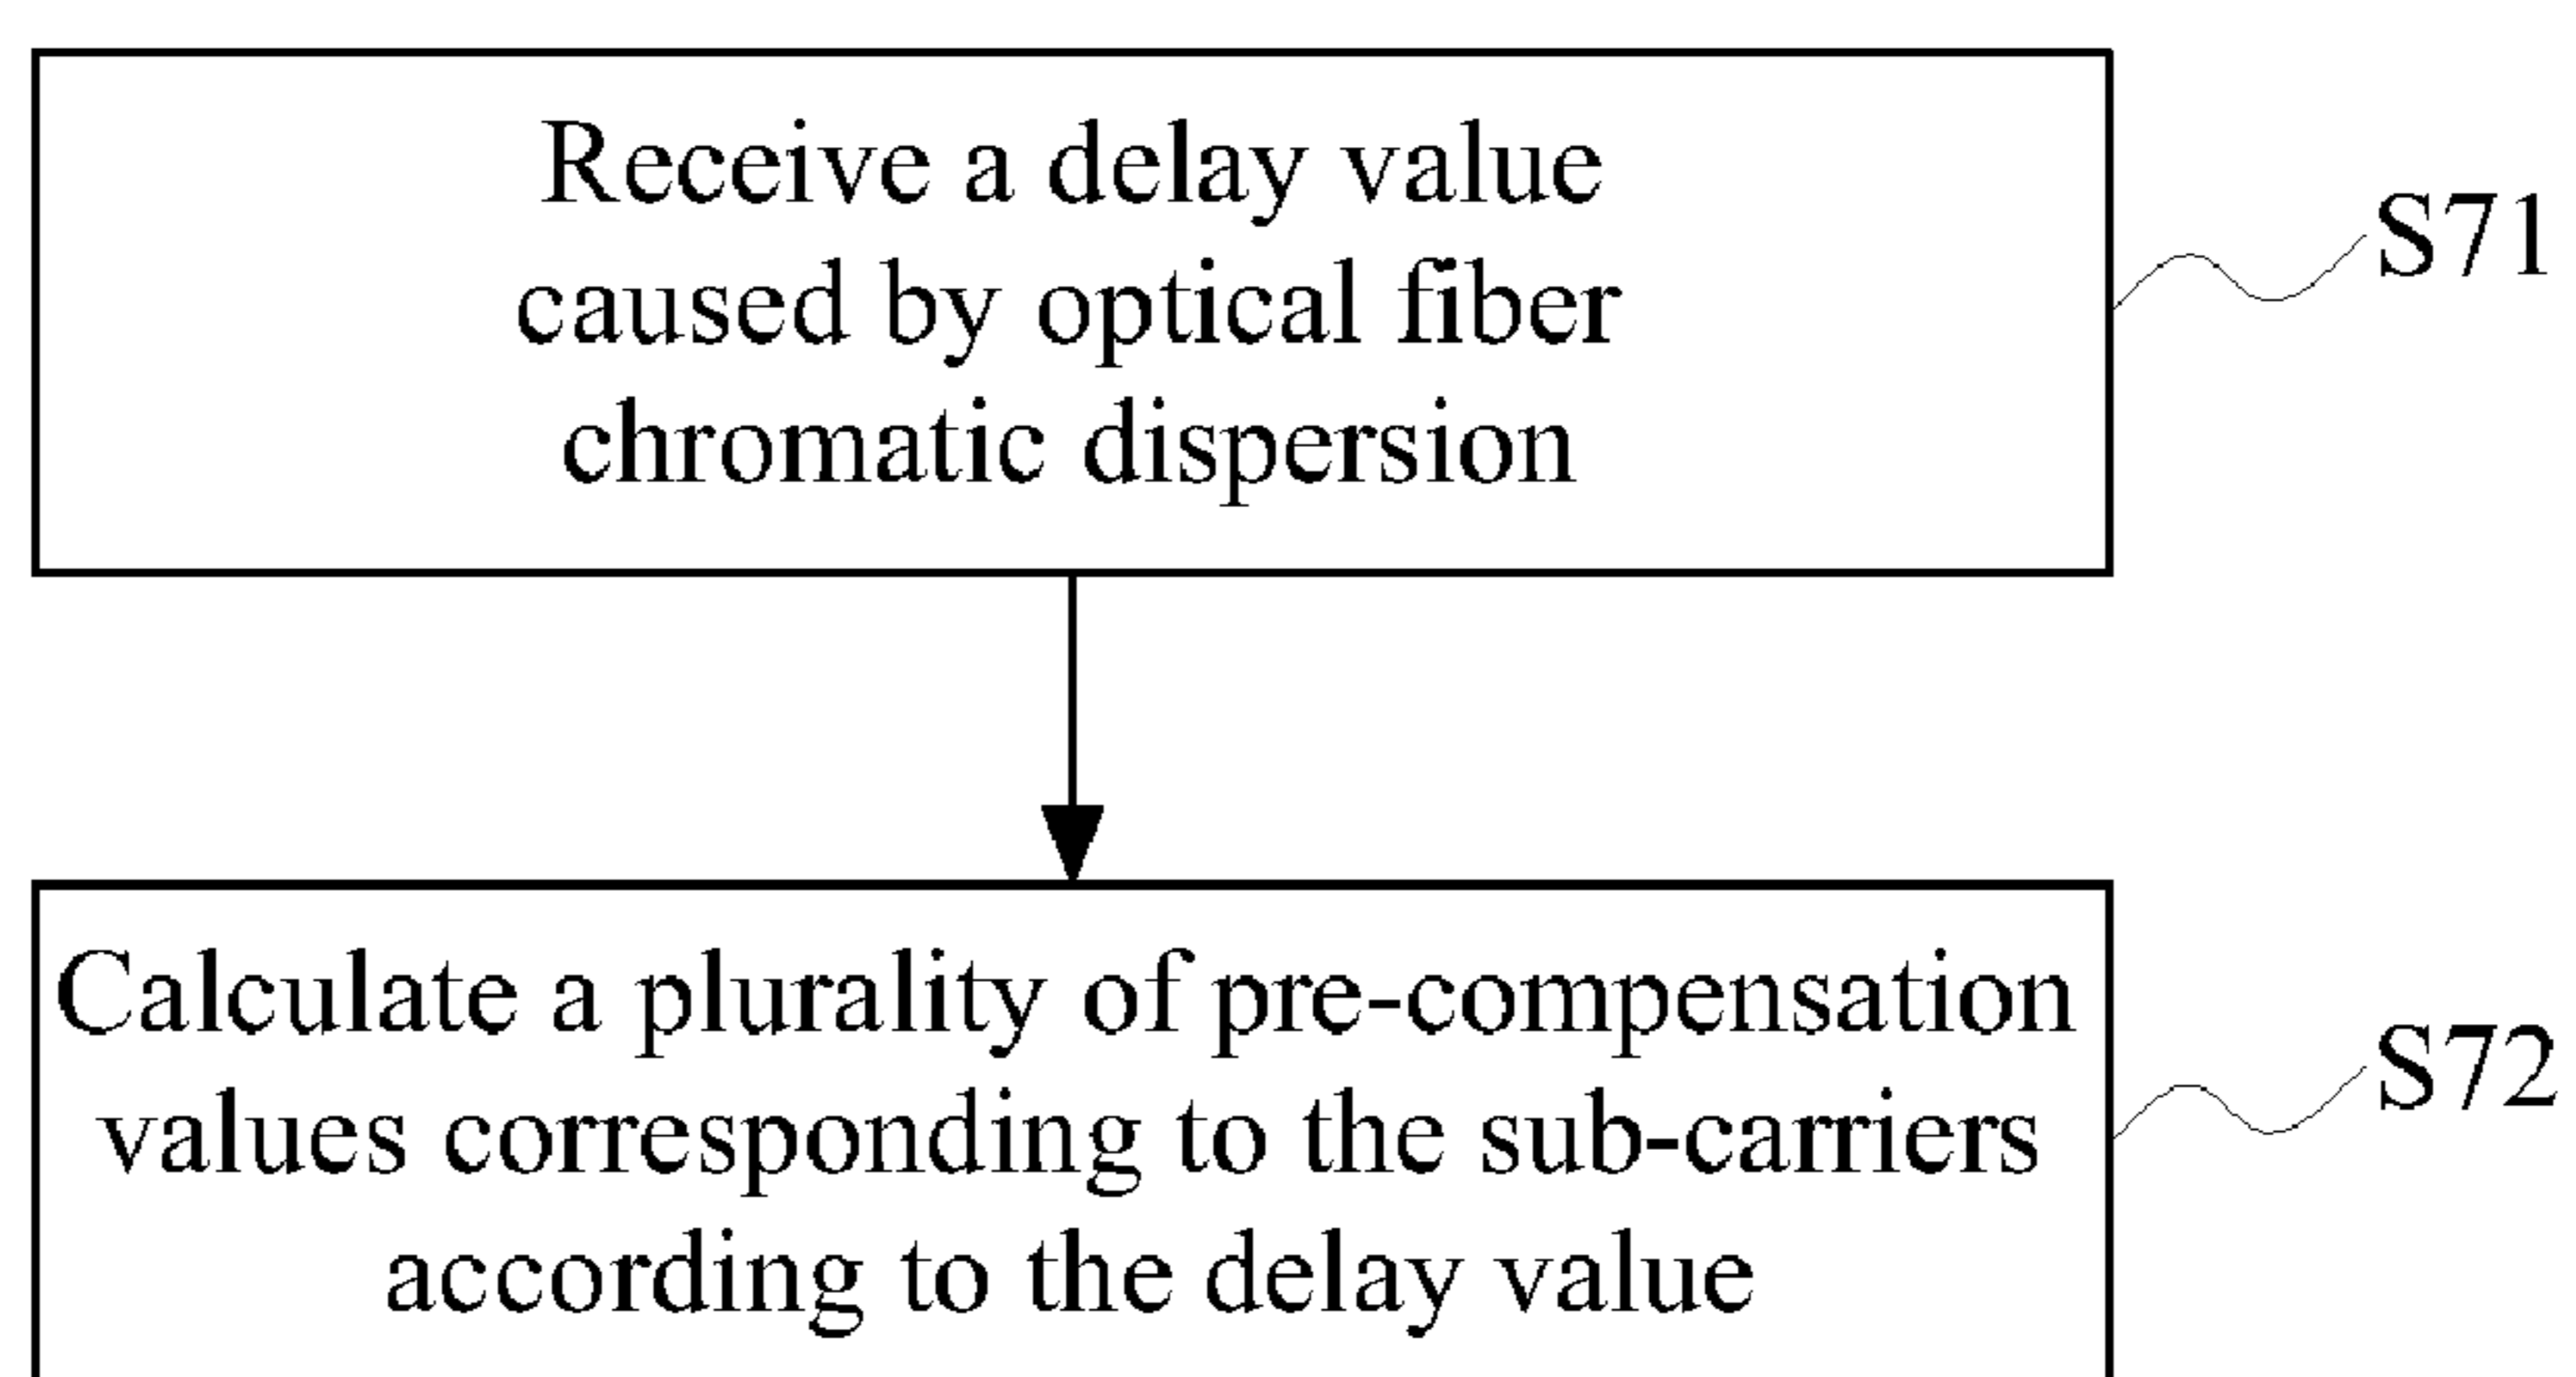 Receive a delay value
caused by optical fiber
chromatic dispersion
S71
Calculate a plurality of pre-compensation
values corresponding to the sub-carriers
according to the delay value
S72